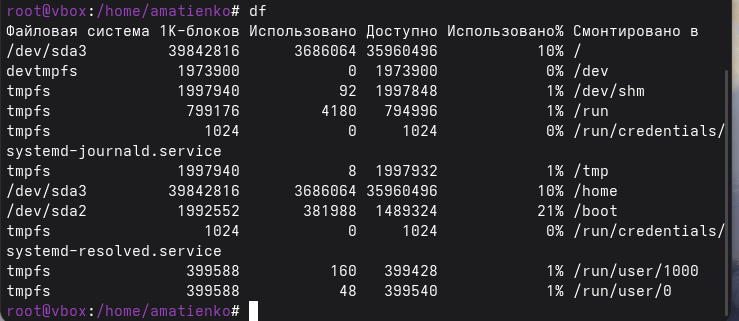 root@vbox:/home/amatienko# df
Файловая система 1K-блоков Использовано Доступно Использовано% Смонтировано в
/dev/sda3 39842816 3686064 35960496 10% /
devtmpfs 1973900 0 1973900 0% /dev
tmpfs 1997940 92 1997848 1% /dev/shm
tmpfs 799176 4180 794996 1% /run
tmpfs 1024 0 1024 0% /run/credentials/
systemd-journald.service
tmpfs 1997940 8 1997932 1% /tmp
/dev/sda3 39842816 3686064 35960496 10% /home
/dev/sda2 1992552 381988 1489324 21% /boot
tmpfs 1024 0 1024 0% /run/credentials/
systemd-resolved.service
tmpfs 399588 160 399428 1% /run/user/1000
tmpfs 399588 48 399540 1% /run/user/0
root@vbox:/home/amatienko#